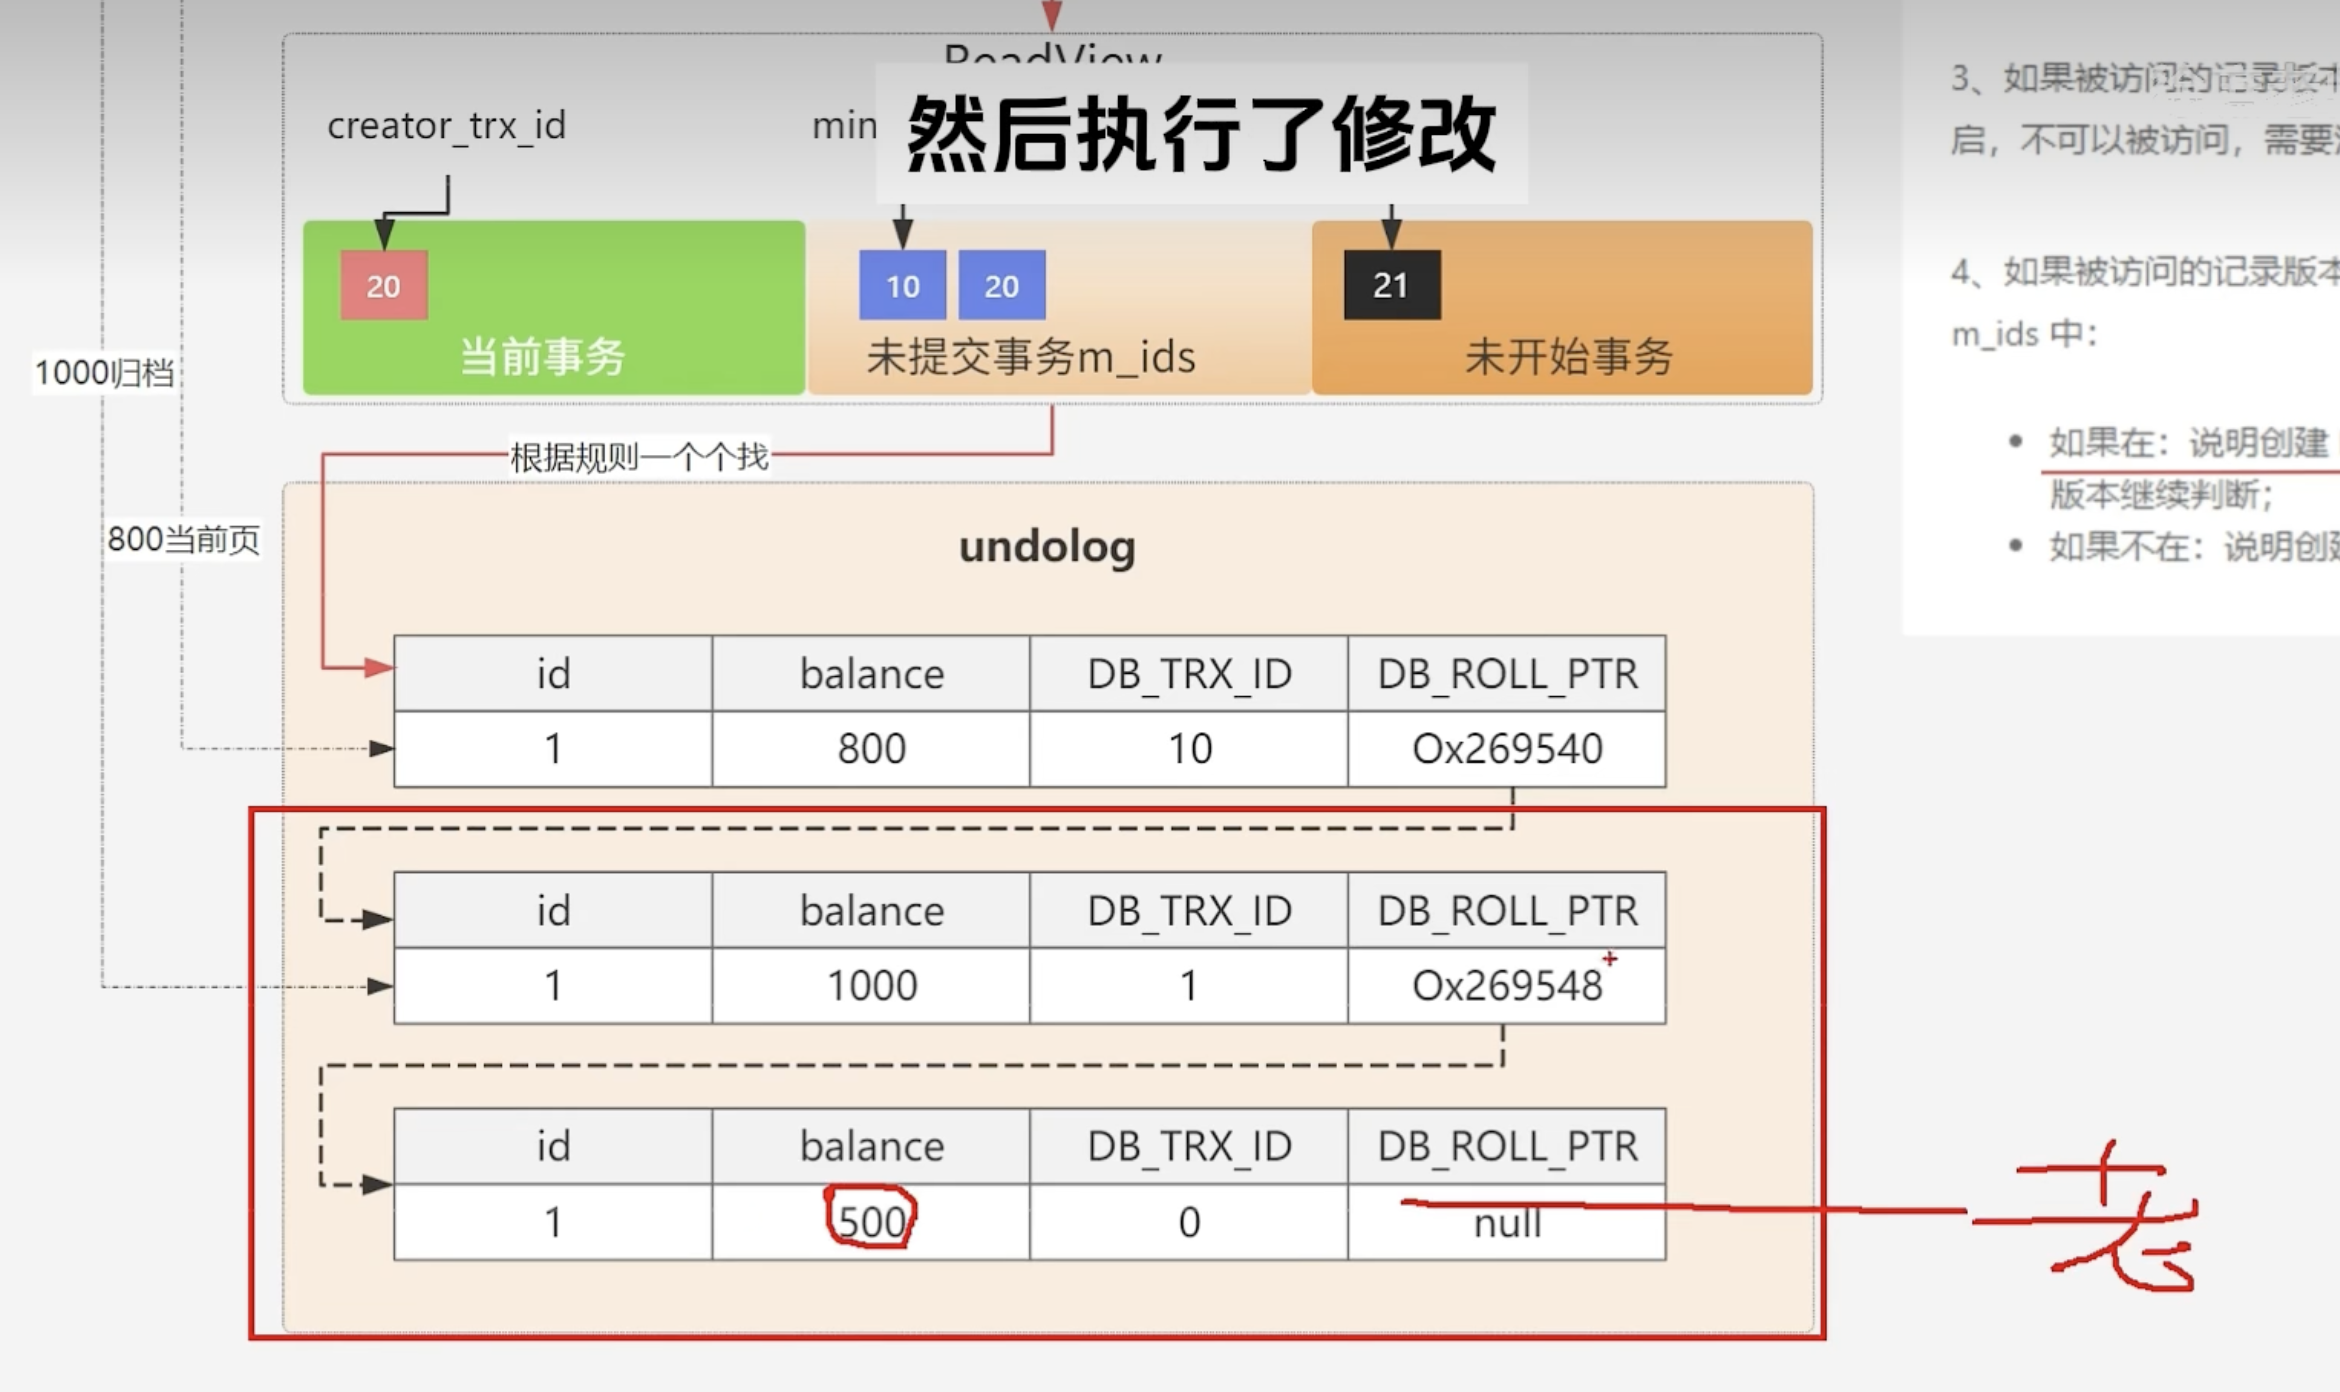 ReadView
creator_trx_id
min
然后执行了修改
20
10
20
21
当前事务
未提交事务m_ids
未开始事务
1000归档
800当前页
根据规则一个个找
undolog
id balance DB_TRX_ID DB_ROLL_PTR
1 800 10 Ox269540
id balance DB_TRX_ID DB_ROLL_PTR
1 1000 1 Ox269548
id balance DB_TRX_ID DB_ROLL_PTR
1 500 0 null
老
3、如果被访问的记录版本
启，不可以被访问，需要
4、如果被访问的记录版本
m_ids 中：
如果在：说明创建
版本继续判断；
如果不在：说明创建